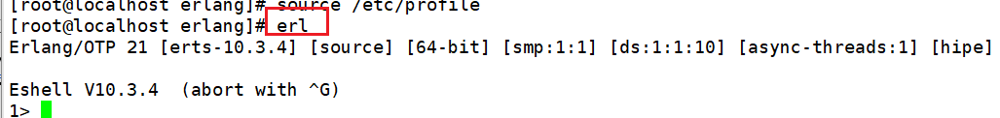 [root@localhost erlang]# source /etc/profile
[root@localhost erlang]# erl
Erlang/OTP 21 [erts-10.3.4] [source] [64-bit] [smp:1:1] [ds:1:1:10] [async-threads:1] [hipe]
Eshell V10.3.4  (abort with ^G)
1>